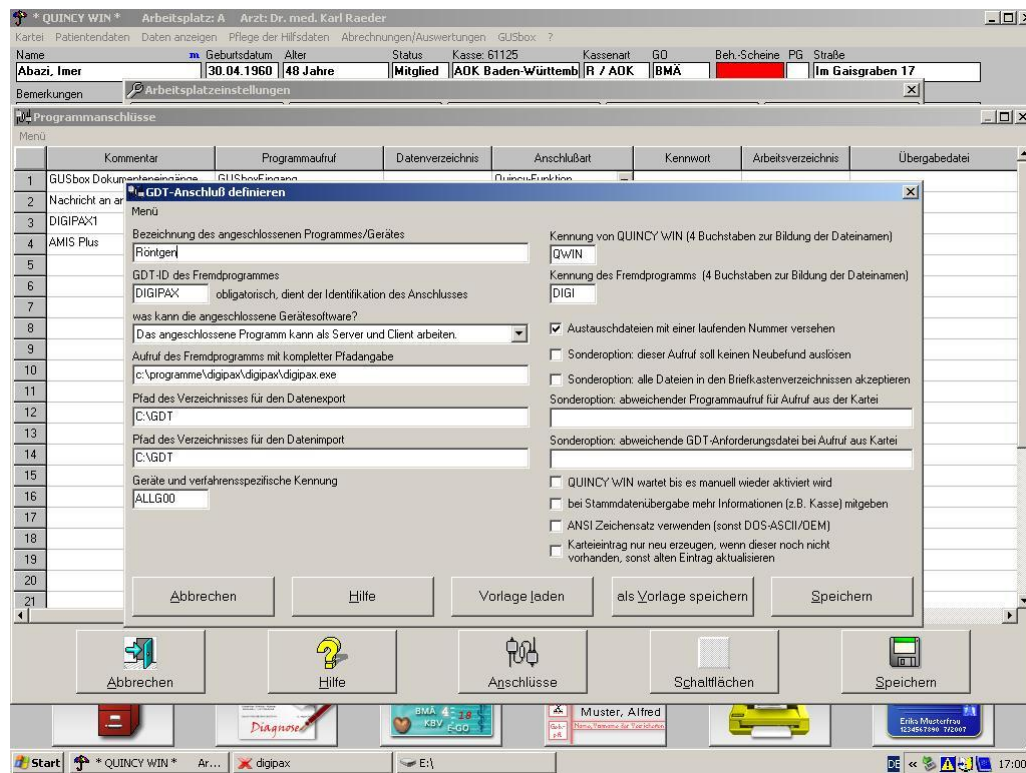 * QUINCY WIN * Arbeitsplatz: A Arzt: Dr. med. Karl Raeder
Kartei Patientendaten Daten anzeigen Pflege der Hilfsdaten Abrechnungen/Auswertungen GUSbox ?
Name m Geburtsdatum Alter Status Kasse: 61125 Kassenart GO Beh.-Scheine PG Straße
Abazi, Imer 30.04.1960 48 Jahre Mitglied AOK Baden-Württemb R / AOK BMÄ Im Gaisgraben 17
Bemerkungen
Arbeitsplatzeinstellungen
Programmanschlüsse
Menü
Kommentar Programmaufruf Datenverzeichnis Anschlußart Kennwort Arbeitsverzeichnis Übergabedatei
1 GUSbox Dokumenteneingänge GUSboxEingang Quincy-Funktion
2 Nachricht an ar
3 DIGIPAX1
4 AMIS Plus
5
6
7
8
9
10
11
12
13
14
15
16
17
18
19
20
21
GDT-Anschluß definieren
Menü
Bezeichnung des angeschlossenen Programmes/Gerätes
Röntgen
GDT-ID des Fremdprogrammes
DIGIPAX obligatorisch, dient der Identifikation des Anschlusses
was kann die angeschlossene Gerätesoftware?
Das angeschlossene Programm kann als Server und Client arbeiten.
Aufruf des Fremdprogramms mit kompletter Pfadangabe
c:\programme\digipax\digipax\digipax.exe
Pfad des Verzeichnisses für den Datenexport
C:\GDT
Pfad des Verzeichnisses für den Datenimport
C:\GDT
Geräte und verfahrensspezifische Kennung
ALLG00
Kennung von QUINCY WIN (4 Buchstaben zur Bildung der Dateinamen)
QWIN
Kennung des Fremdprogramms (4 Buchstaben zur Bildung der Dateinamen)
DIGI
Austauschdateien mit einer laufenden Nummer versehen
Sonderoption: dieser Aufruf soll keinen Neubefund auslösen
Sonderoption: alle Dateien in den Briefkastenverzeichnissen akzeptieren
Sonderoption: abweichender Programmaufruf für Aufruf aus der Kartei
Sonderoption: abweichende GDT-Anforderungsdatei bei Aufruf aus Kartei
QUINCY WIN wartet bis es manuell wieder aktiviert wird
bei Stammdatenübergabe mehr Informationen (z.B. Kasse) mitgeben
ANSI Zeichensatz verwenden (sonst DOS-ASCII/OEM)
Karteieintrag nur neu erzeugen, wenn dieser noch nicht
vorhanden, sonst alten Eintrag aktualisieren
Abbrechen Hilfe Vorlage laden als Vorlage speichern Speichern
Abbrechen Hilfe Anschlüsse Schaltflächen Speichern
Diagnose
BMÄ 4
KBV E-GO 18
Muster, Alfred
Erika Musterfrau
1234567890 7/2007
Start * QUINCY WIN * Ar... digipax E:\ DE « 17:00